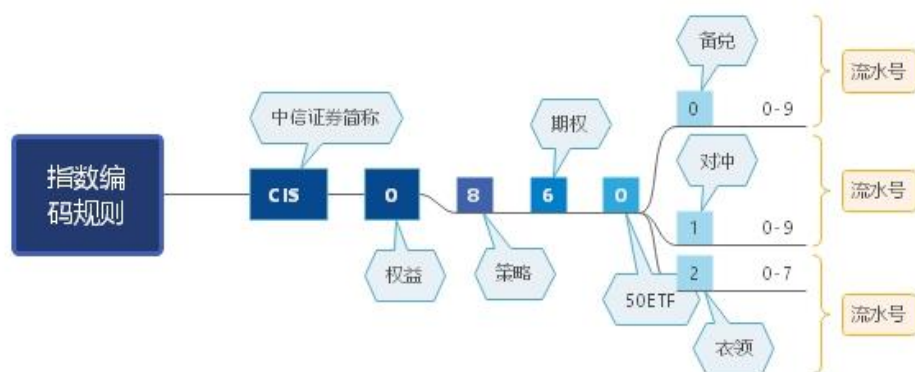 备兑
流水号
0
0-9
中信证券简称
期权
对冲
指数编
码规则
CIS
0
8
6
0
流水号
1
0-9
权益
策略
2
0-7
50ETF
流水号
衣领